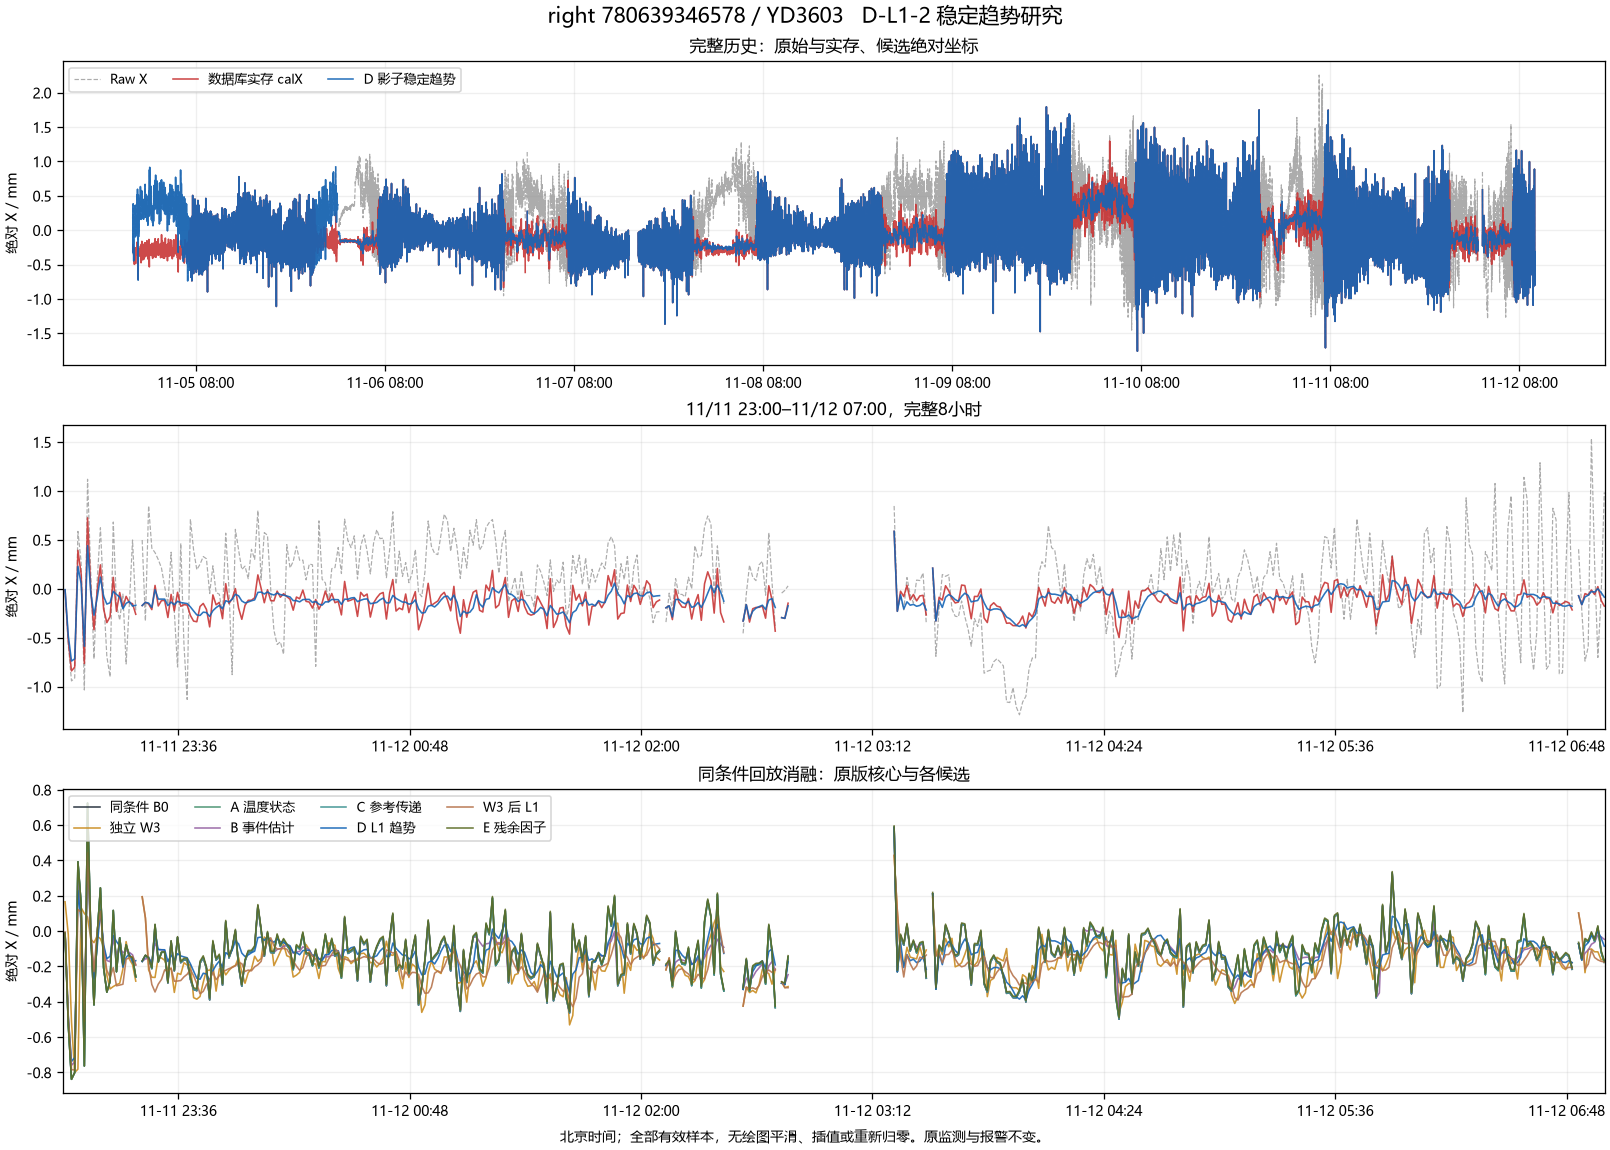 right 780639346578 / YD3603   D-L1-2 稳定趋势研究
完整历史：原始与实存、候选绝对坐标
Raw X 数据库实存 calX D 影子稳定趋势
绝对 X / mm
2.0
1.5
1.0
0.5
0.0
-0.5
-1.0
-1.5
11-05 08:00 11-06 08:00 11-07 08:00 11-08 08:00 11-09 08:00 11-10 08:00 11-11 08:00 11-12 08:00
11/11 23:00–11/12 07:00，完整8小时
绝对 X / mm
1.5
1.0
0.5
0.0
-0.5
-1.0
11-11 23:36 11-12 00:48 11-12 02:00 11-12 03:12 11-12 04:24 11-12 05:36 11-12 06:48
同条件回放消融：原版核心与各候选
同条件 B0 A 温度状态 C 参考传递 W3 后 L1
独立 W3 B 事件估计 D L1 趋势 E 残余因子
绝对 X / mm
0.8
0.6
0.4
0.2
0.0
-0.2
-0.4
-0.6
-0.8
11-11 23:36 11-12 00:48 11-12 02:00 11-12 03:12 11-12 04:24 11-12 05:36 11-12 06:48
北京时间；全部有效样本，无绘图平滑、插值或重新归零。原监测与报警不变。